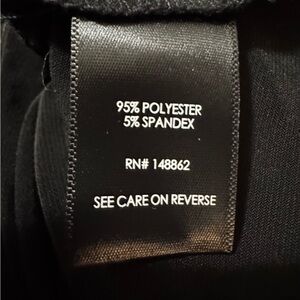 95% POLYESTER
5% SPANDEX
RN# 148862
SEE CARE ON REVERSE